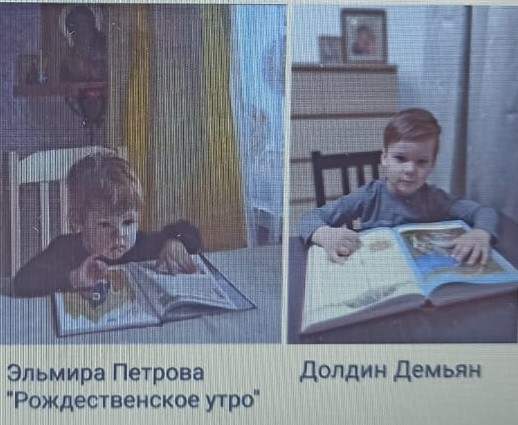 Эльмира Петрова
"Рождественское утро"
Долдин Демьян